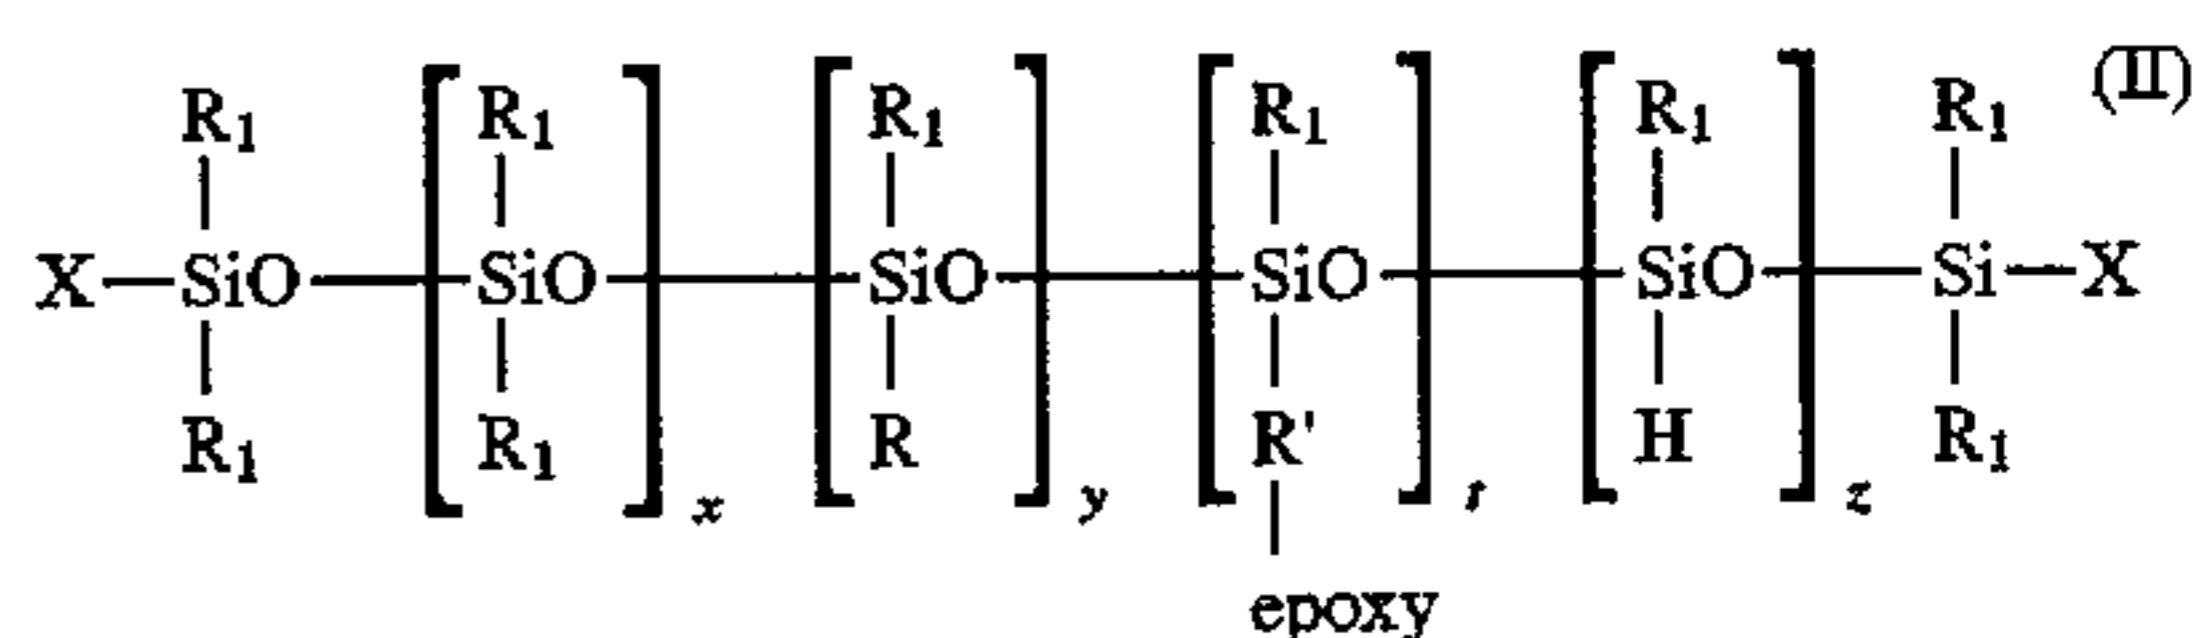 (II)
R1 R1 R1 R1 R1 R1
X—SiO—[SiO]—[SiO]—[SiO]—[SiO]—Si—X
R1 R1 R R' H R1
x y t z
epoxy